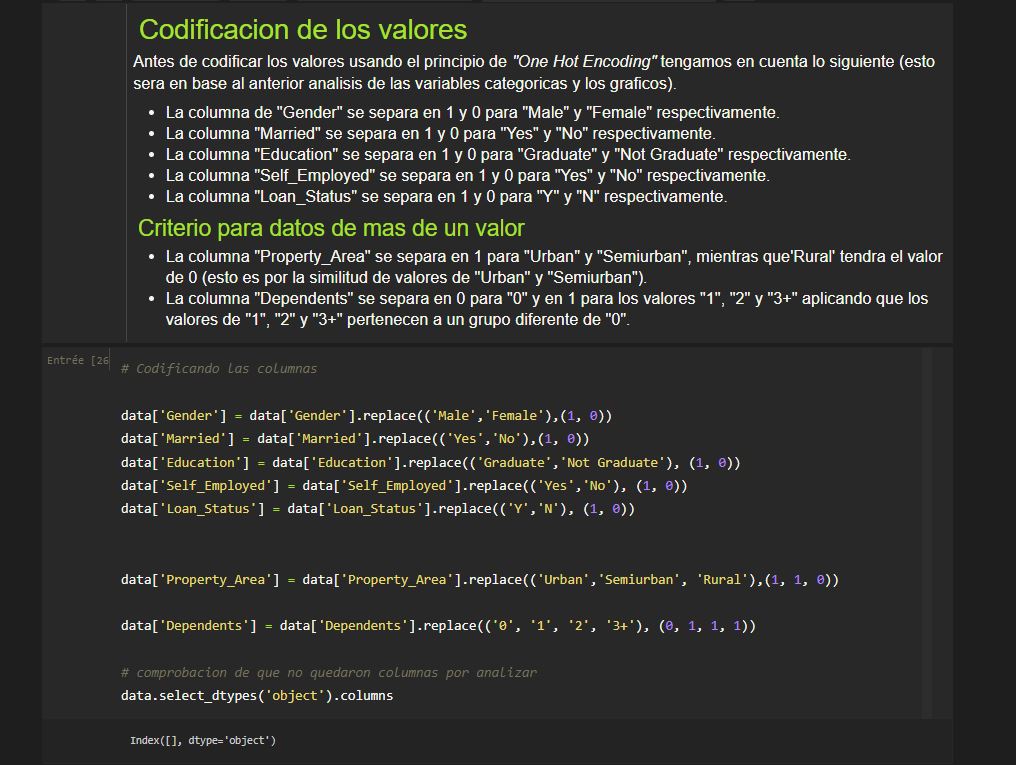 Codificacion de los valores
Antes de codificar los valores usando el principio de "One Hot Encoding" tengamos en cuenta lo siguiente (esto
sera en base al anterior analisis de las variables categoricas y los graficos).
• La columna de "Gender" se separa en 1 y 0 para "Male" y "Female" respectivamente.
• La columna "Married" se separa en 1 y 0 para "Yes" y "No" respectivamente.
• La columna "Education" se separa en 1 y 0 para "Graduate" y "Not Graduate" respectivamente.
• La columna "Self_Employed" se separa en 1 y 0 para "Yes" y "No" respectivamente.
• La columna "Loan_Status" se separa en 1 y 0 para "Y" y "N" respectivamente.
Criterio para datos de mas de un valor
• La columna "Property_Area" se separa en 1 para "Urban" y "Semiurban", mientras que'Rural' tendra el valor
de 0 (esto es por la similitud de valores de "Urban" y "Semiurban").
• La columna "Dependents" se separa en 0 para "0" y en 1 para los valores "1", "2" y "3+" aplicando que los
valores de "1", "2" y "3+" pertenecen a un grupo diferente de "0".
Entrée [26
# Codificando las columnas
data['Gender'] = data['Gender'].replace(('Male','Female'),(1, 0))
data['Married'] = data['Married'].replace(('Yes','No'),(1, 0))
data['Education'] = data['Education'].replace(('Graduate','Not Graduate'), (1, 0))
data['Self_Employed'] = data['Self_Employed'].replace(('Yes','No'), (1, 0))
data['Loan_Status'] = data['Loan_Status'].replace(('Y','N'), (1, 0))
data['Property_Area'] = data['Property_Area'].replace(('Urban','Semiurban', 'Rural'),(1, 1, 0))
data['Dependents'] = data['Dependents'].replace(('0', '1', '2', '3+'), (0, 1, 1, 1))
# comprobacion de que no quedaron columnas por analizar
data.select_dtypes('object').columns
Index([], dtype='object')